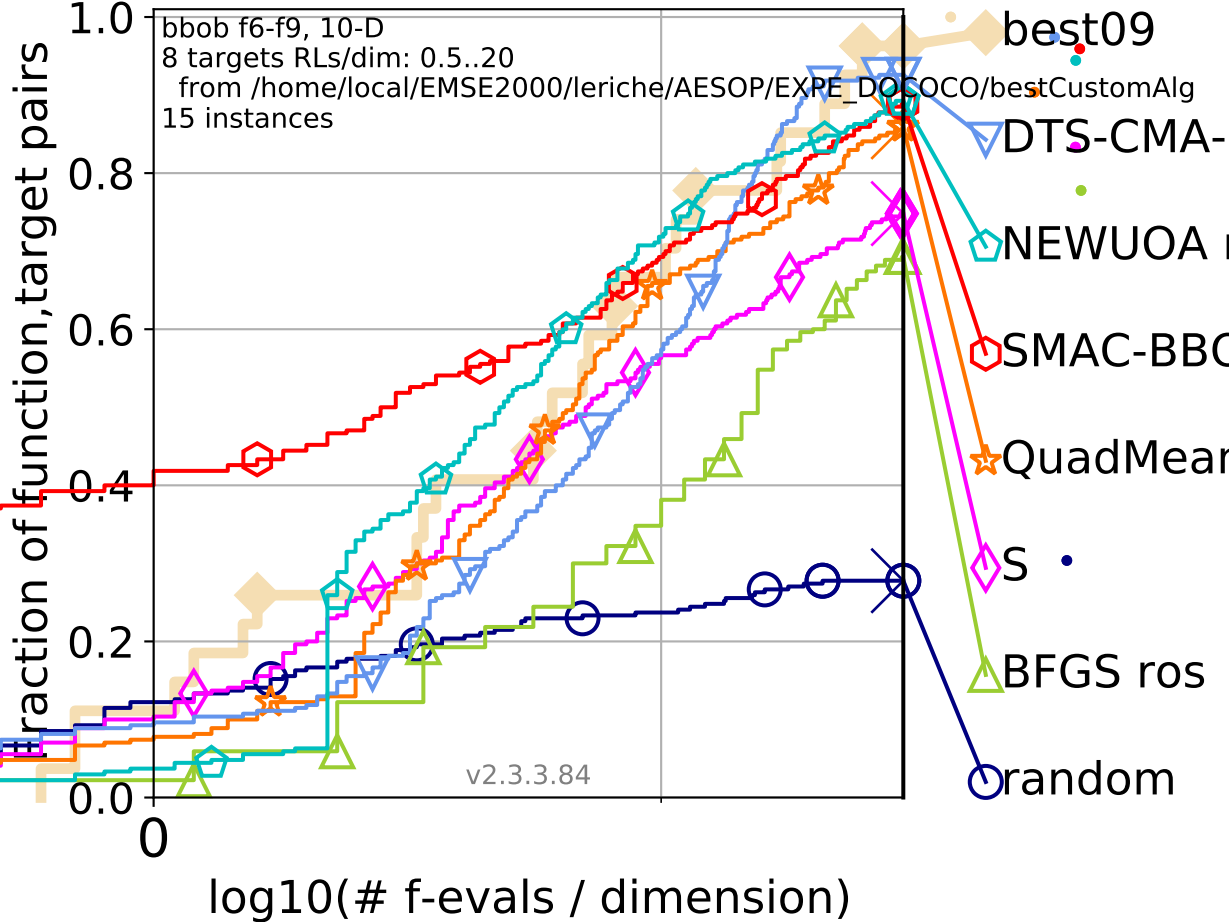 bbob f6-f9, 10-D
8 targets RLs/dim: 0.5..20
from /home/local/EMSE2000/leriche/AESOP/EXPE_DOCOCO/bestCustomAlg
15 instances
raction of function,target pairs
1.0
0.8
0.6
0.4
0.2
0.0
0
log10(# f-evals / dimension)
v2.3.3.84
best09
DTS-CMA-
NEWUOA
SMAC-BBO
QuadMean
S
BFGS ros
random